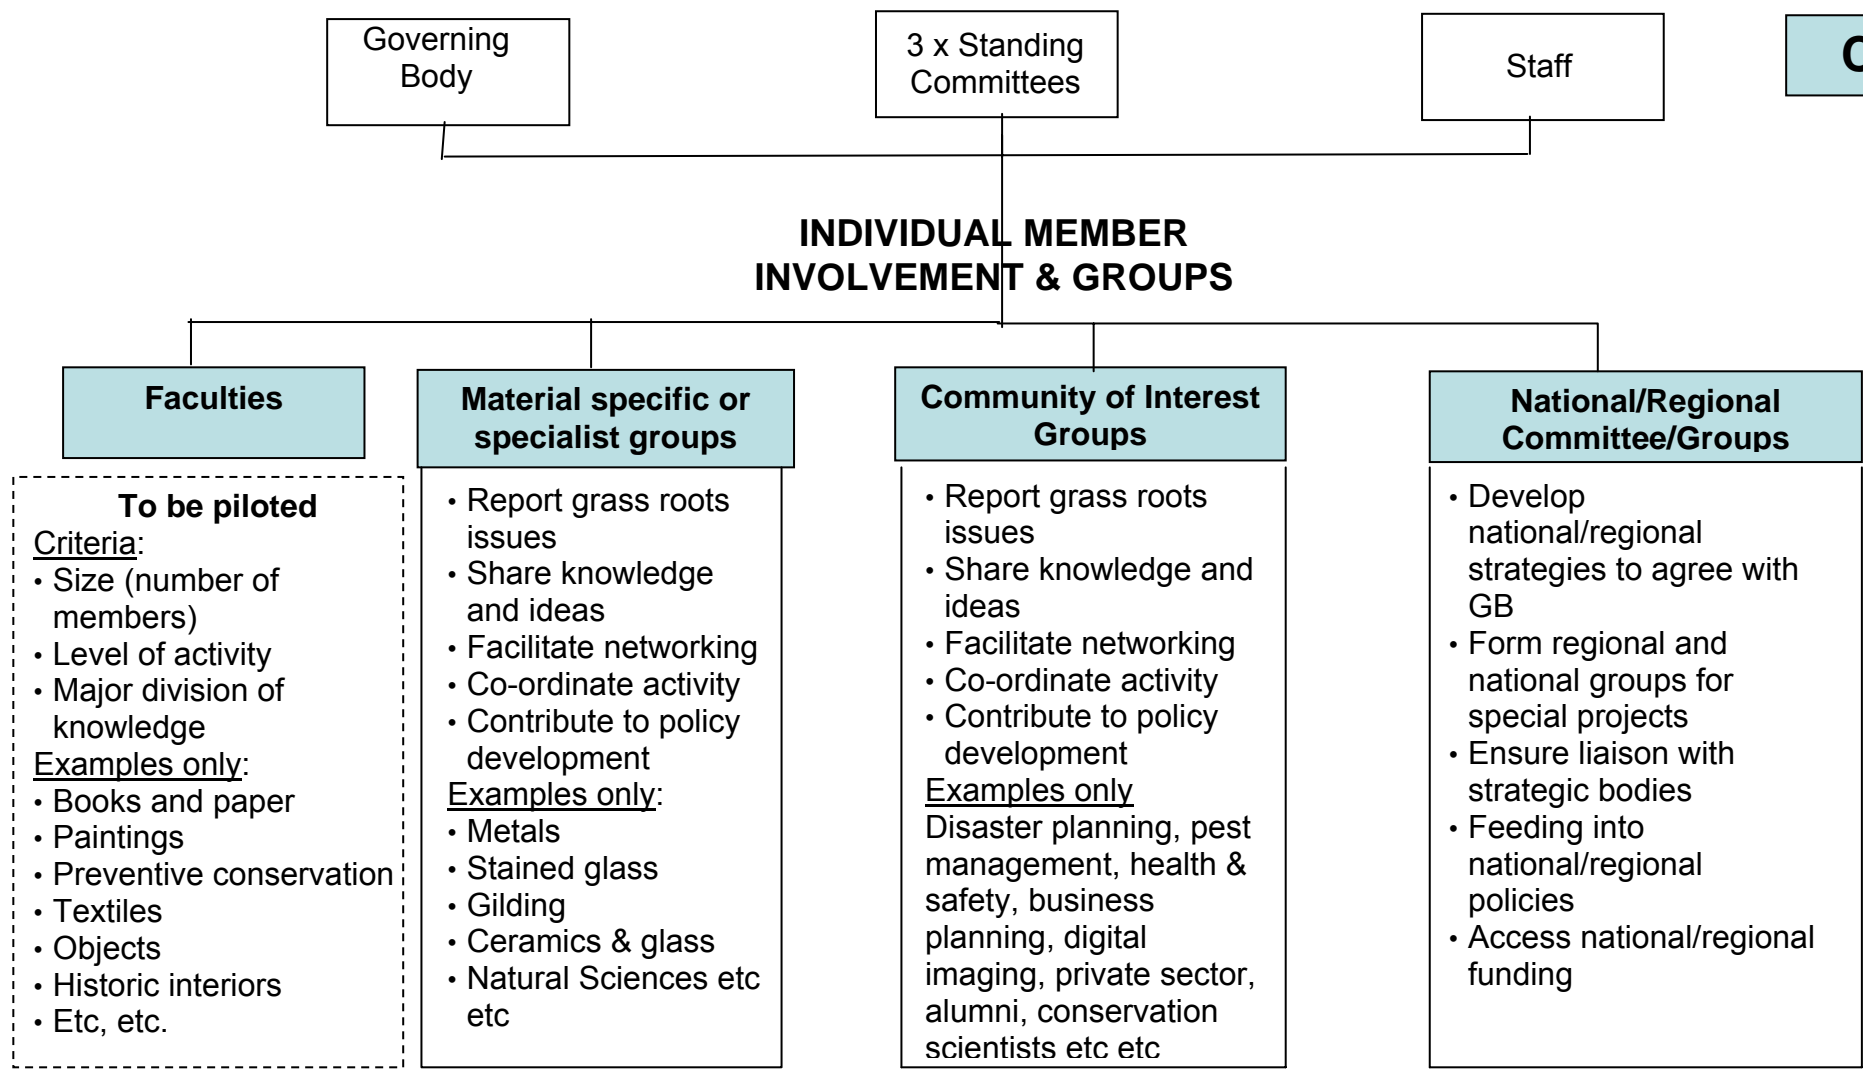 Governing
Body
3 x Standing
Committees
Staff
C
INDIVIDUAL MEMBER
INVOLVEMENT & GROUPS
Faculties
To be piloted
Criteria:
• Size (number of
members)
• Level of activity
• Major division of
knowledge
Examples only:
• Books and paper
• Paintings
• Preventive conservation
• Textiles
• Objects
• Historic interiors
• Etc, etc.
Material specific or
specialist groups
• Report grass roots
issues
• Share knowledge
and ideas
• Facilitate networking
• Co-ordinate activity
• Contribute to policy
development
Examples only:
• Metals
• Stained glass
• Gilding
• Ceramics & glass
• Natural Sciences etc
etc
Community of Interest
Groups
• Report grass roots
issues
• Share knowledge and
ideas
• Facilitate networking
• Co-ordinate activity
• Contribute to policy
development
Examples only
Disaster planning, pest
management, health &
safety, business
planning, digital
imaging, private sector,
alumni, conservation
scientists etc etc
National/Regional
Committee/Groups
• Develop
national/regional
strategies to agree with
GB
• Form regional and
national groups for
special projects
• Ensure liaison with
strategic bodies
• Feeding into
national/regional
policies
• Access national/regional
funding